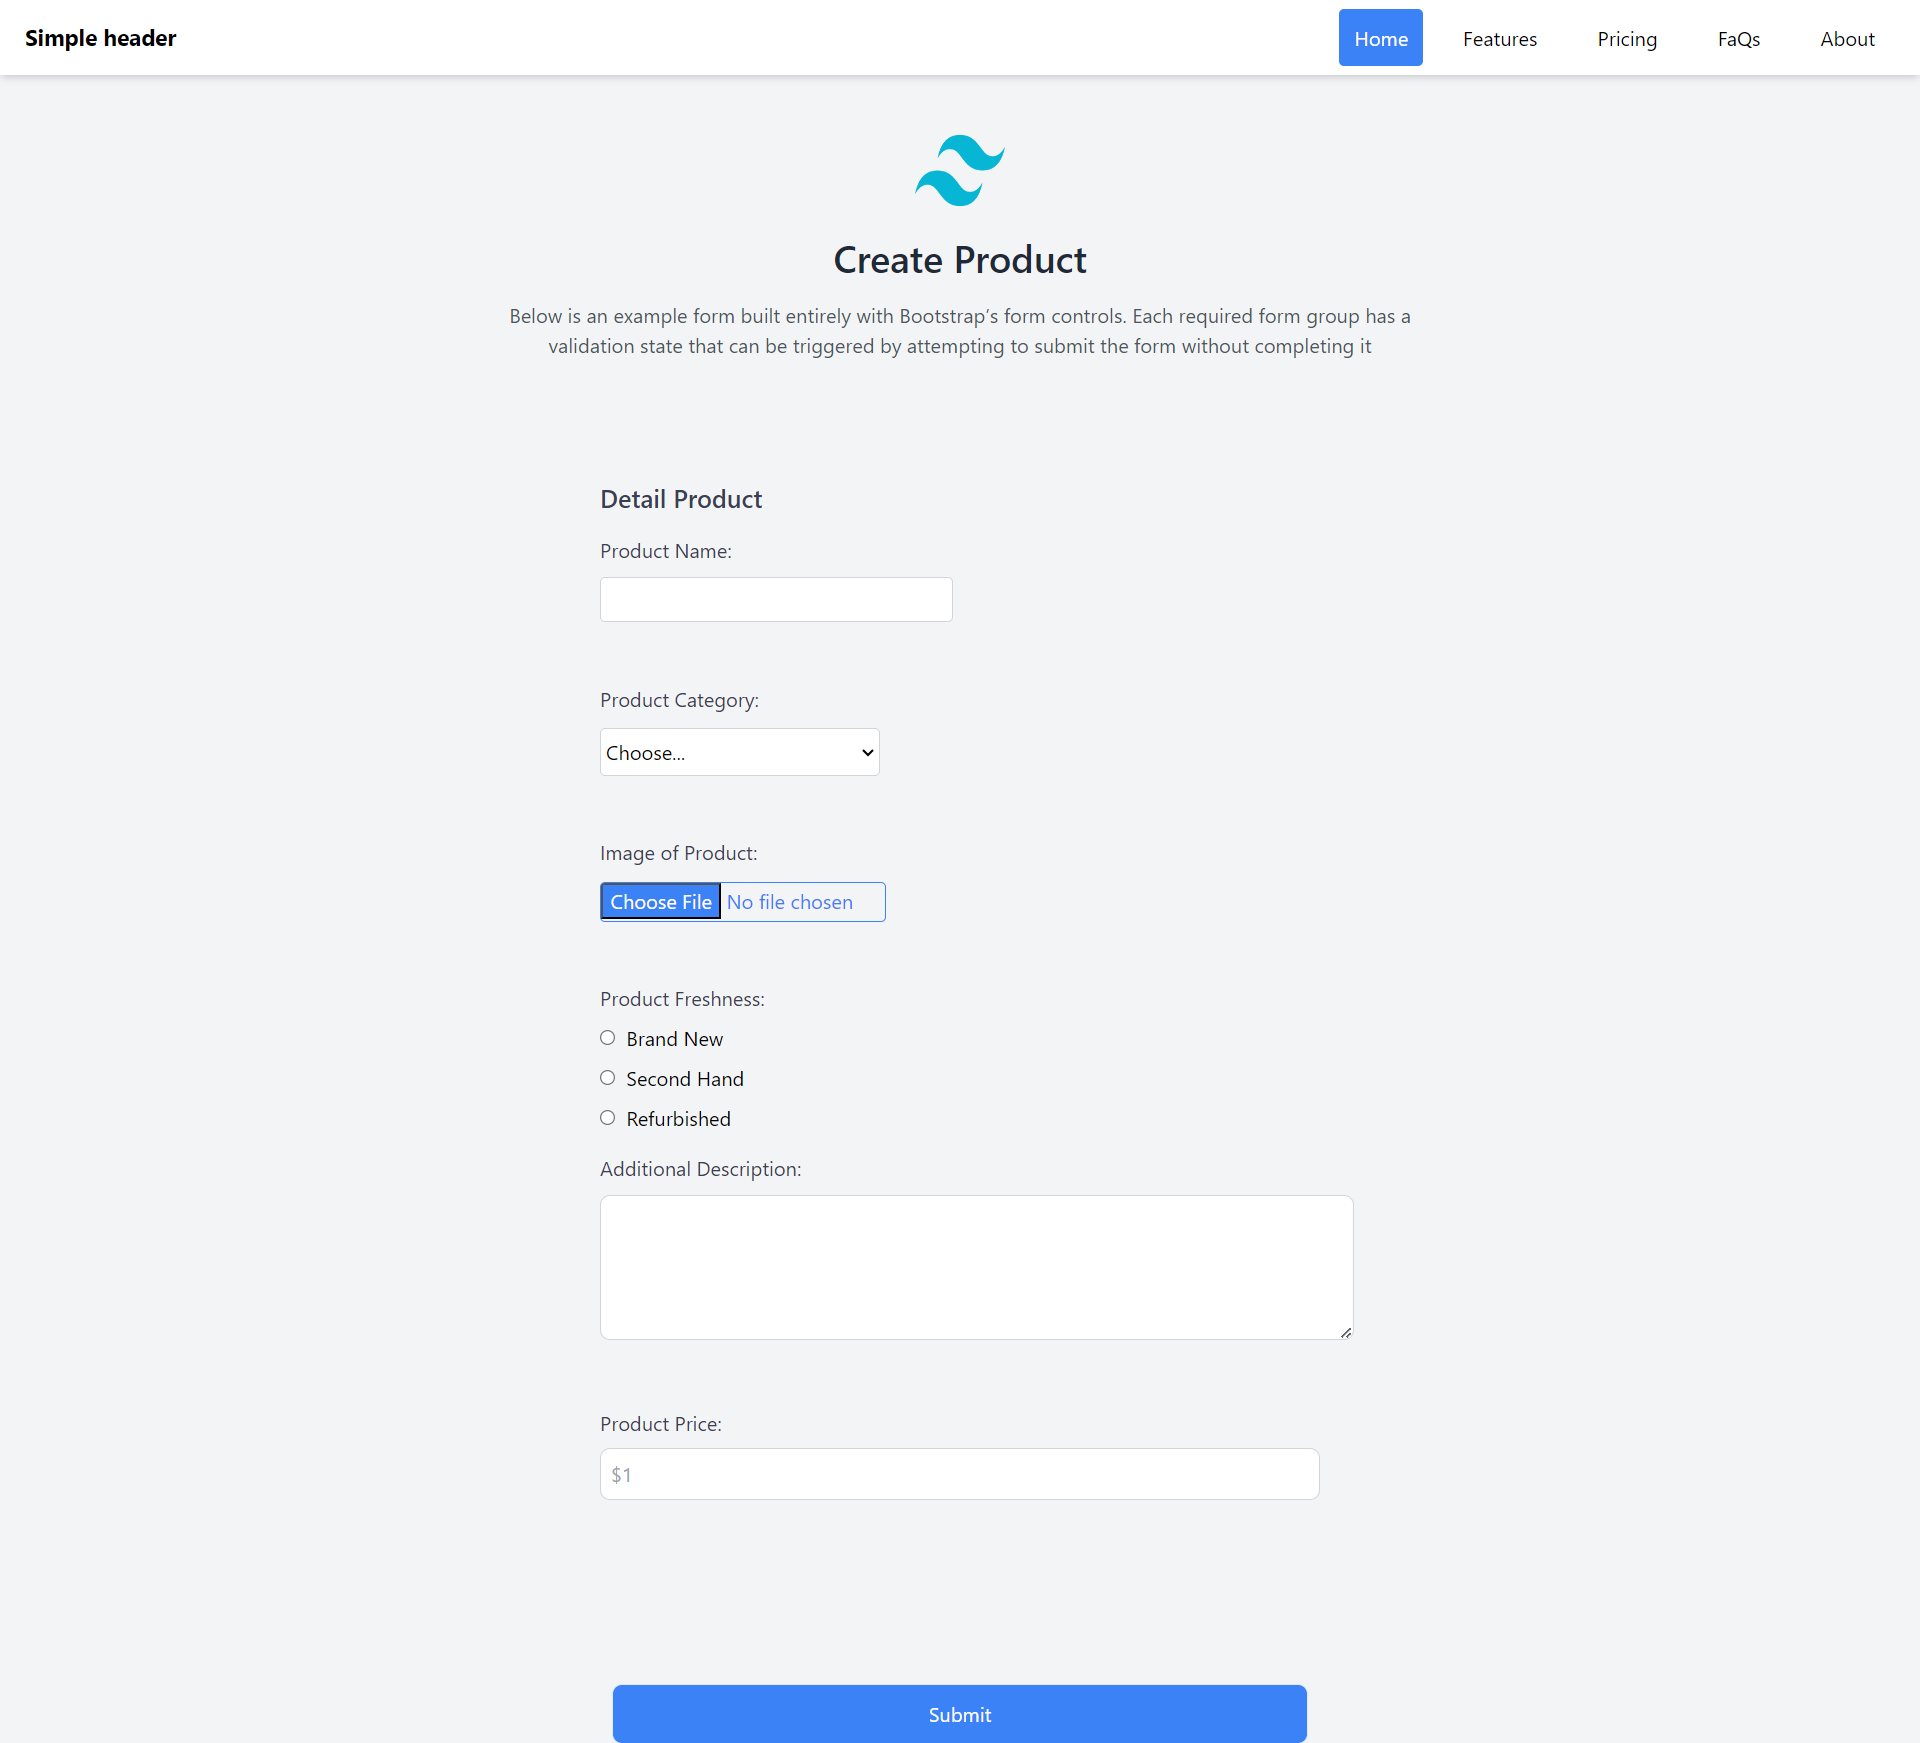 Simple header
Home
Features
Pricing
FaQs
About
Create Product
Below is an example form built entirely with Bootstrap’s form controls. Each required form group has a
validation state that can be triggered by attempting to submit the form without completing it
Detail Product
Product Name:
Product Category:
Choose...
Image of Product:
Choose File No file chosen
Product Freshness:
Brand New
Second Hand
Refurbished
Additional Description:
Product Price:
$1
Submit